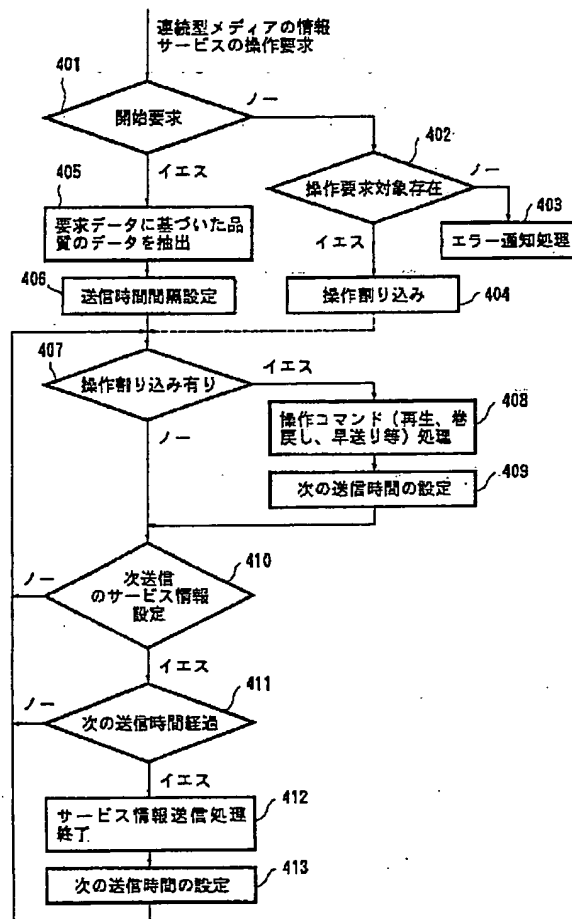 連続型メディアの情報
サービスの操作要求
401
開始要求
ノー
イエス
402
操作要求対象存在
ノー
イエス
403
エラー通知処理
405
要求データに基づいた品
質のデータを抽出
406
送信時間間隔設定
操作割り込み
404
407
操作割り込み有り
イエス
ノー
408
操作コマンド(再生、巻
戻し、早送り等)処理
次の送信時間の設定
409
410
次送信
のサービス情報
設定
ノー
イエス
411
次の送信時間経過
ノー
イエス
412
サービス情報送信処理
終了
413
次の送信時間の設定